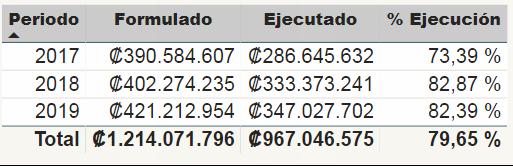 Periodo Formulado Ejecutado % Ejecución
2017 ₡390.584.607 ₡286.645.632 73,39 %
2018 ₡402.274.235 ₡333.373.241 82,87 %
2019 ₡421.212.954 ₡347.027.702 82,39 %
Total ₡1.214.071.796 ₡967.046.575 79,65 %